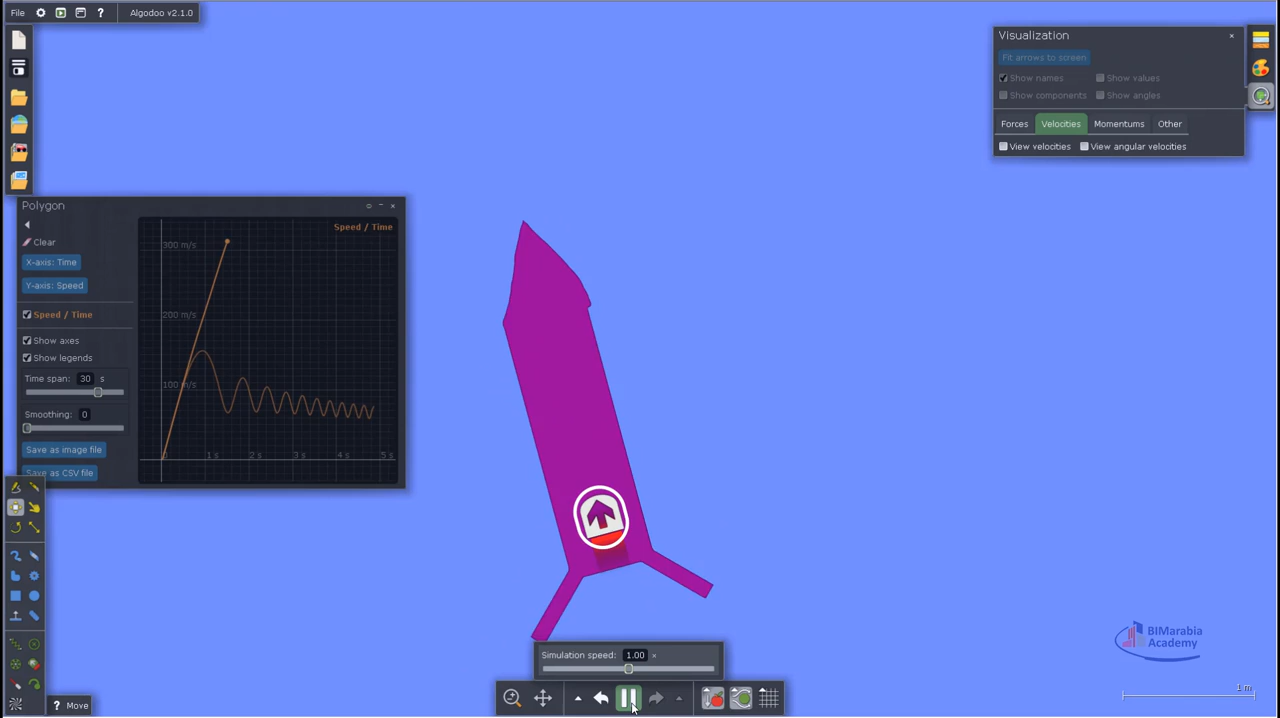 File
?
Algodoo v2.1.0
Visualization
Fit arrows to screen
Show names
Show values
Show components
Show angles
Forces
Velocities
Momentums
Other
View velocities
View angular velocities
Polygon
Clear
X-axis: Time
Y-axis: Speed
Speed / Time
Show axes
Show legends
Time span: 30 s
Smoothing: 0
Save as image file
Save as CSV file
Speed / Time
300 m/s
200 m/s
100 m/s
1 s
2 s
3 s
4 s
5 s
Simulation speed: 1.00 x
? Move
BIMarabia
Academy
1 m